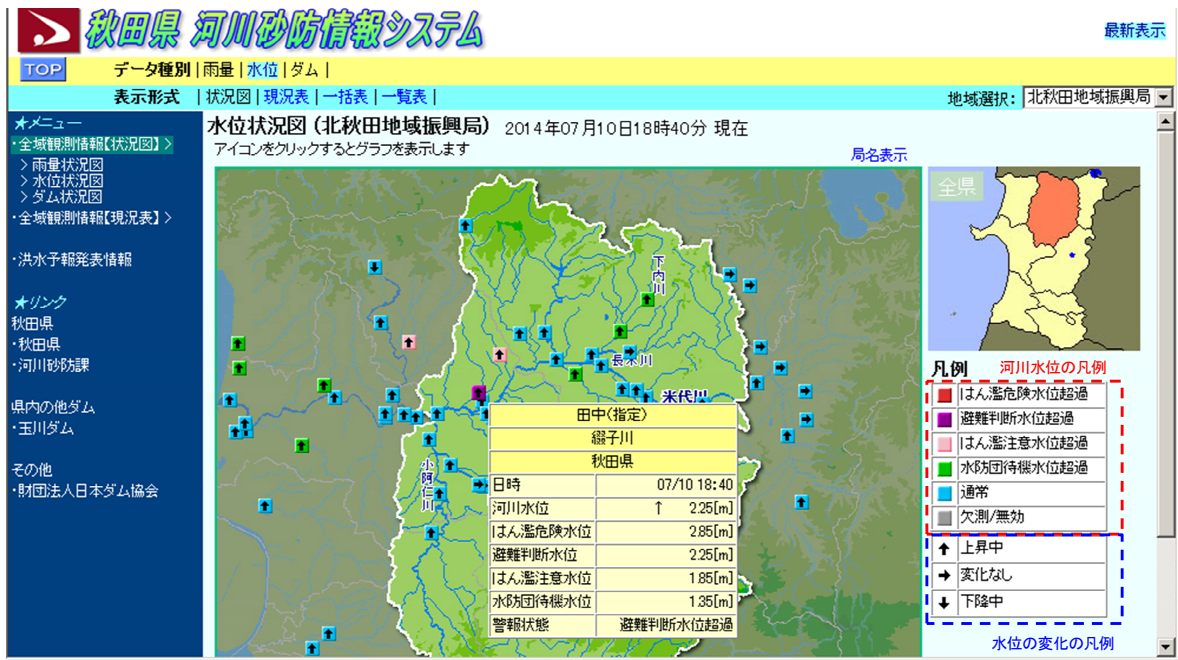 秋田県 河川砂防情報システム
最新表示
TOP データ種別 | 雨量 | 水位 | ダム |
表示形式 | 状況図 | 現況表 | 一括表 | 一覧表 | 地域選択: 北秋田地域振興局
★メニュー
・全域観測情報【状況図】>
>雨量状況図
>水位状況図
>ダム状況図
・全域観測情報【現況表】>
・洪水予報発表情報
★リンク
秋田県
・秋田県
・河川砂防課
県内の他ダム
・玉川ダム
その他
・財団法人日本ダム協会
水位状況図 (北秋田地域振興局) 2014年07月10日18時40分 現在
アイコンをクリックするとグラフを表示します
局名表示
下内川
長木川
米代川
小阿仁川
田中(指定)
綴子川
秋田県
日時 07/10 18:40
河川水位 ↑ 2.25[m]
はん濫危険水位 2.85[m]
避難判断水位 2.25[m]
はん濫注意水位 1.85[m]
水防団待機水位 1.35[m]
警報状態 避難判断水位超過
全県
凡例 河川水位の凡例
はん濫危険水位超過
避難判断水位超過
はん濫注意水位超過
水防団待機水位超過
通常
欠測/無効
上昇中
変化なし
下降中
水位の変化の凡例